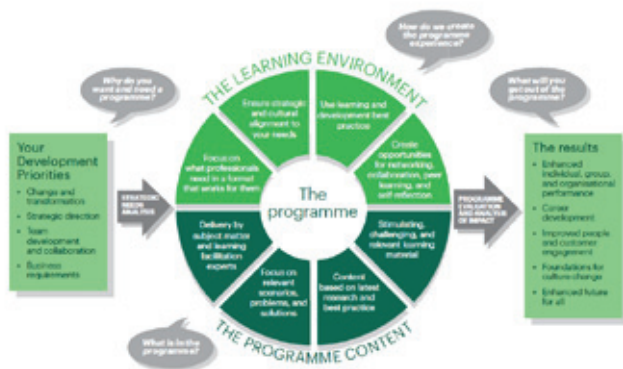 Why do you
want and need a
programme?
How do we create
the programme
experience?
What will you
get out of the
programme?
Your
Development
Priorities
• Change and
transformation
• Strategic direction
• Team
development
and collaboration
• Business
requirements
STRATEGIC
NEEDS
ANALYSIS
THE LEARNING ENVIRONMENT
Focus on
what professionals
need in a format
that works for them
Ensure strategic
and cultural
alignment to
your needs
Use learning and
development best
practice
Create
opportunities
for networking,
collaboration, peer
learning, and
self-reflection
The
programme
Delivery by
subject matter
and learning
facilitation
experts
Focus on
relevant
scenarios,
problems, and
solutions
Content
based on latest
research and
best practice
Stimulating,
challenging, and
relevant learning
material
THE PROGRAMME CONTENT
What is in the
programme?
PROGRAMME
EVALUATION
AND ANALYSIS
OF IMPACT
The results
• Enhanced
individual, group,
and organisational
performance
• Career
development
• Improved people
and customer
engagement
• Foundations for
culture change
• Enhanced future
for all